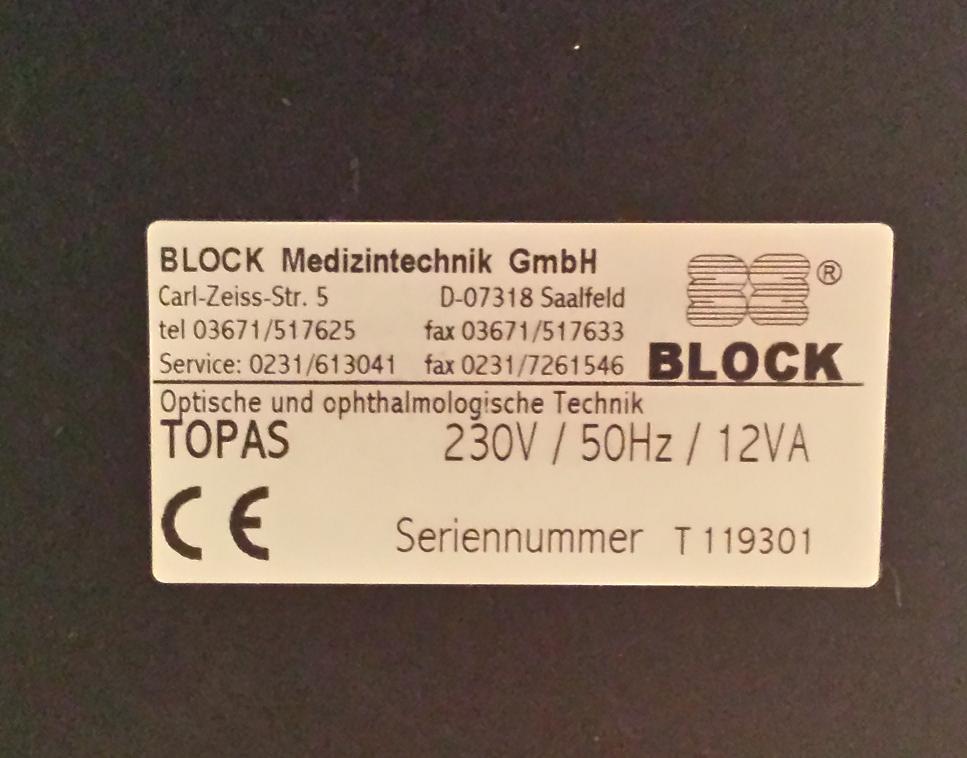 BLOCK Medizintechnik GmbH
Carl-Zeiss-Str. 5 D-07318 Saalfeld
tel 03671/517625 fax 03671/517633
Service: 0231/613041 fax 0231/7261546
®
BLOCK
Optische und ophthalmologische Technik
TOPAS 230V / 50Hz / 12VA
CE Seriennummer T 119301